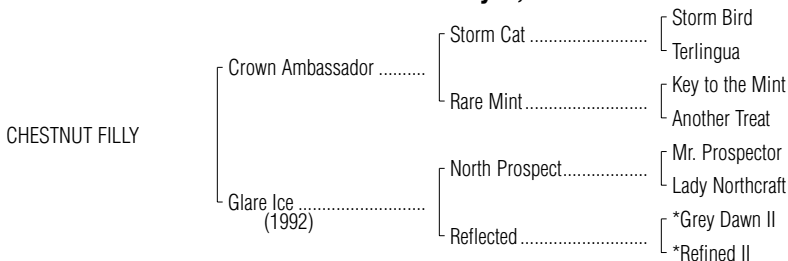 Storm Bird
Storm Cat ..........................
Terlingua
Crown Ambassador ..........
Key to the Mint
Rare Mint...........................
Another Treat
CHESTNUT FILLY
Mr. Prospector
North Prospect...................
Lady Northcraft
Glare Ice ............................
(1992)
*Grey Dawn II
Reflected............................
*Refined II